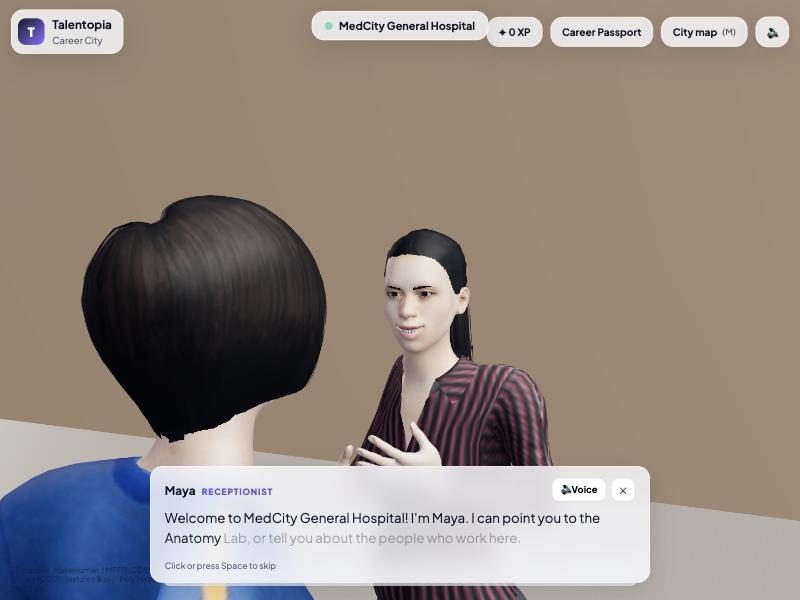 T
Talentopia
Career City
MedCity General Hospital
✦ 0 XP
Career Passport
City map (M)
Maya RECEPTIONIST
Voice
×
Welcome to MedCity General Hospital! I'm Maya. I can point you to the
Anatomy Lab, or tell you about the people who work here.
Click or press Space to skip